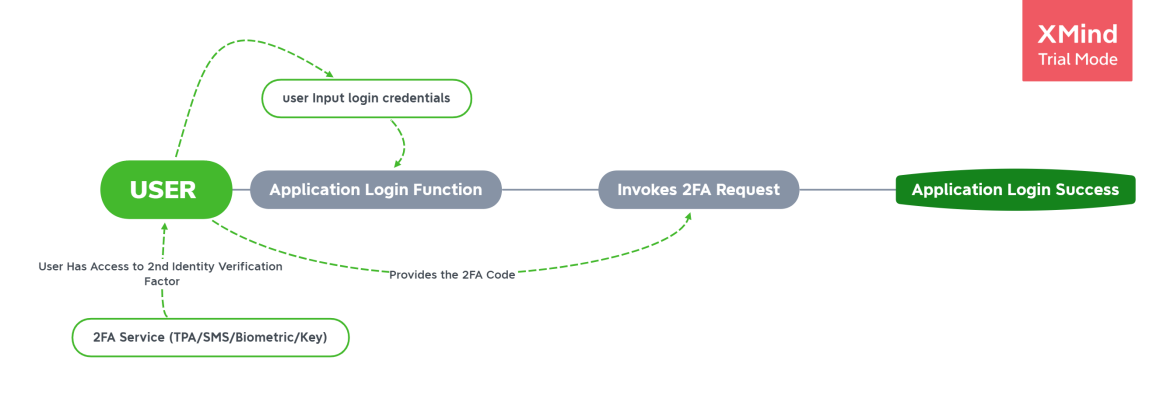 XMind
Trial Mode
user Input login credentials
USER
Application Login Function
Invokes 2FA Request
Application Login Success
User Has Access to 2nd Identity Verification
Factor
Provides the 2FA Code
2FA Service (TPA/SMS/Biometric/Key)